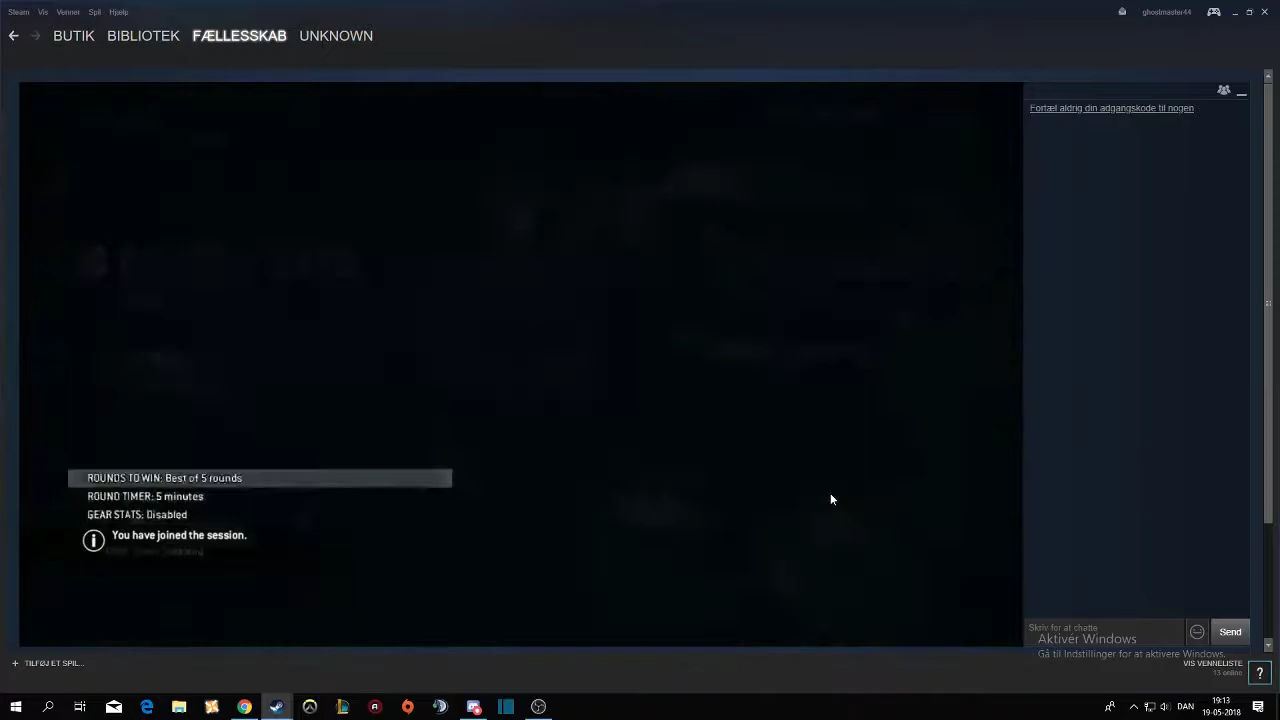 Steam Vis Venner Spil Hjælp
ghostmaster44
BUTIK BIBLIOTEK FÆLLESSKAB UNKNOWN
Fortæl aldrig din adgangskode til nogen
ROUNDS TO WIN: Best of 5 rounds
ROUND TIMER: 5 minutes
GEAR STATS: Disabled
You have joined the session.
Skriv for at chatte
Send
Aktivér Windows
Gå til Indstillinger for at aktivere Windows.
+ TILFØJ ET SPIL...
VIS VENNELISTE
13 online
?
19:13
DAN
19-05-2018